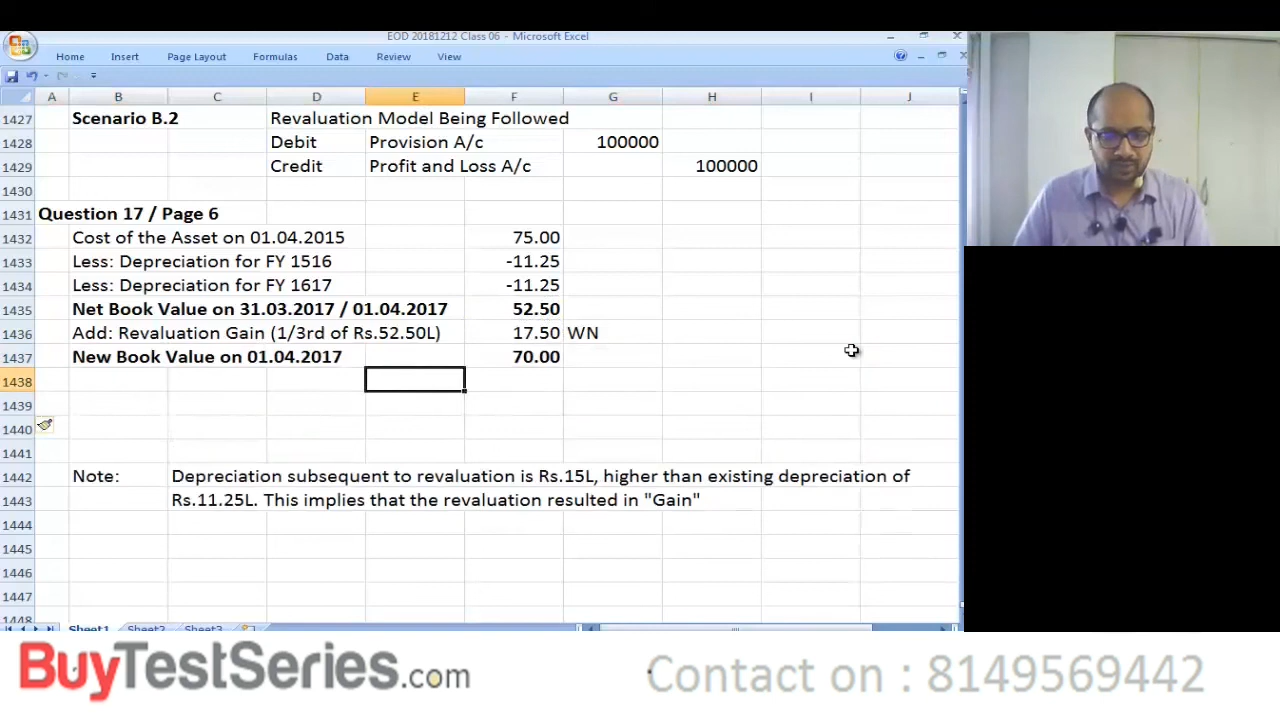 EOD 20181212 Class 06 - Microsoft Excel
Home Insert Page Layout Formulas Data Review View
A B C D E F G H I J
1427 Scenario B.2 Revaluation Model Being Followed
1428 Debit Provision A/c 100000
1429 Credit Profit and Loss A/c 100000
1430
1431 Question 17 / Page 6
1432 Cost of the Asset on 01.04.2015 75.00
1433 Less: Depreciation for FY 1516 -11.25
1434 Less: Depreciation for FY 1617 -11.25
1435 Net Book Value on 31.03.2017 / 01.04.2017 52.50
1436 Add: Revaluation Gain (1/3rd of Rs.52.50L) 17.50 WN
1437 New Book Value on 01.04.2017 70.00
1438
1439
1440
1441
1442 Note: Depreciation subsequent to revaluation is Rs.15L, higher than existing depreciation of
1443 Rs.11.25L. This implies that the revaluation resulted in "Gain"
1444
1445
1446
1447
1448
Sheet1 Sheet2 Sheet3
BuyTestSeries.com
Contact on : 8149569442